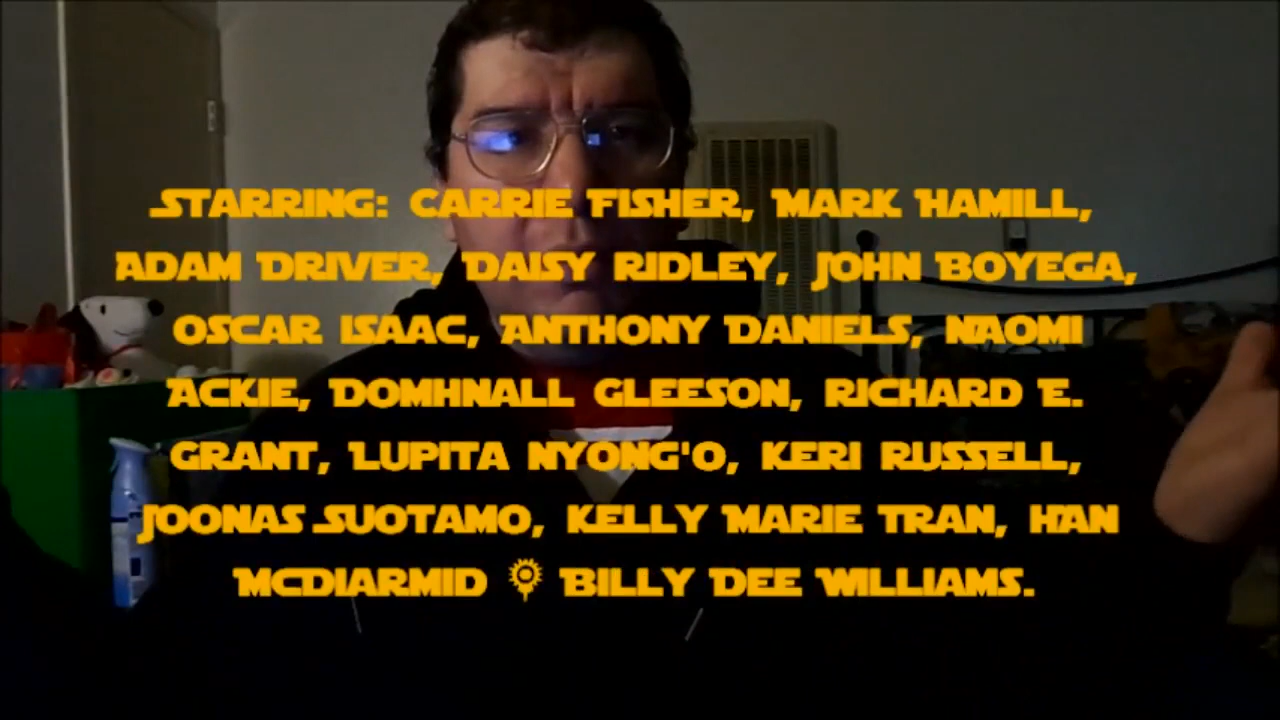 Starring: Carrie Fisher, Mark Hamill,
Adam Driver, Daisy Ridley, John Boyega,
Oscar Isaac, Anthony Daniels, Naomi
Ackie, Domhnall Gleeson, Richard E.
Grant, Lupita Nyong'o, Keri Russell,
Joonas Suotamo, Kelly Marie Tran, Han
McDiarmid Billy Dee Williams.